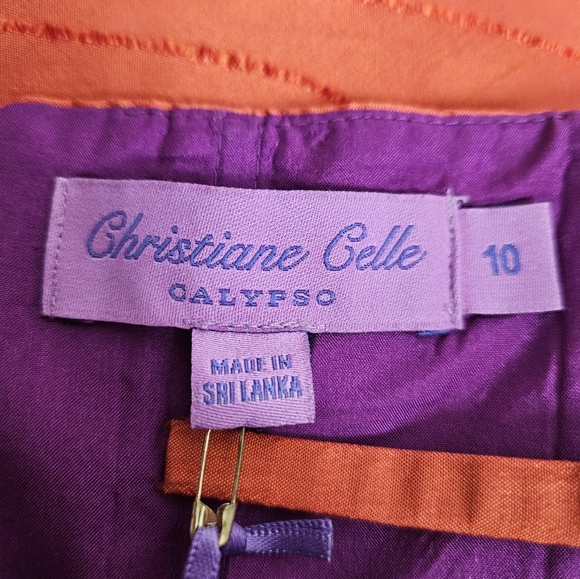 Christiane Celle
CALYPSO
10
MADE IN
SRI LANKA